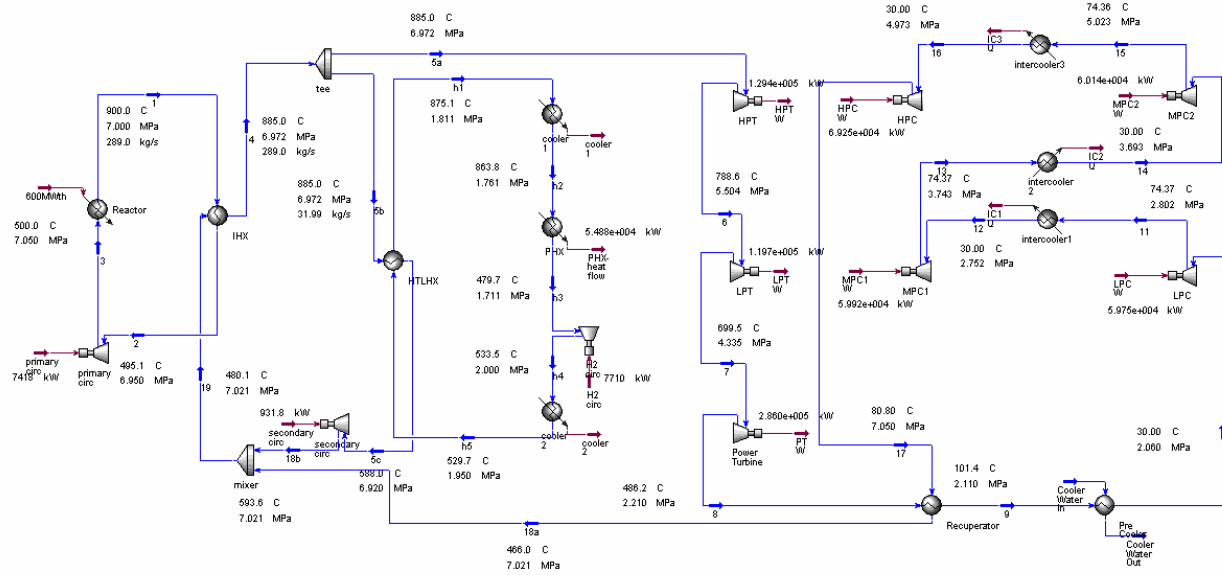 885.0 C
6.972 MPa
5a
tee
900.0 C
7.000 MPa
289.0 kg/s
1
4
885.0 C
6.972 MPa
289.0 kg/s
600MWth
Reactor
500.0 C
7.050 MPa
3
IHX
885.0 C
6.972 MPa
31.99 kg/s
5b
HTLHX
h1
875.1 C
1.811 MPa
cooler
1
cooler
1
863.8 C
1.761 MPa
h2
PHX
5.488e+004 kW
PHX-
heat
flow
479.7 C
1.711 MPa
h3
H2
circ
7710 kW
H2
circ
533.5 C
2.000 MPa
h4
cooler
2
cooler
2
h5
529.7 C
1.950 MPa
primary
circ
7418 kW
primary
circ
2
495.1 C
6.950 MPa
19
480.1 C
7.021 MPa
931.8 kW
secondary
circ
secondary
circ
18b
5c
588.0 C
6.920 MPa
mixer
593.6 C
7.021 MPa
18a
466.0 C
7.021 MPa
1.294e+005 kW
HPT
HPT
W
788.6 C
5.504 MPa
6
1.197e+005 kW
LPT
LPT
W
699.5 C
4.335 MPa
7
2.860e+005 kW
Power
Turbine
PT
W
486.2 C
2.210 MPa
8
Recuperator
80.80 C
7.050 MPa
17
101.4 C
2.110 MPa
9
Cooler
Water
In
Pre
Cooler
Cooler
Water
Out
30.00 C
2.060 MPa
30.00 C
4.973 MPa
16
IC3
Q
intercooler3
74.36 C
5.023 MPa
15
HPC
W
6.925e+004 kW
HPC
6.014e+004 kW
MPC2
W
MPC2
30.00 C
3.693 MPa
13
74.37 C
3.743 MPa
IC2
Q
intercooler
2
14
74.37 C
2.802 MPa
IC1
Q
12
30.00 C
2.752 MPa
intercooler1
11
MPC1
W
5.992e+004 kW
MPC1
LPC
W
5.975e+004 kW
LPC